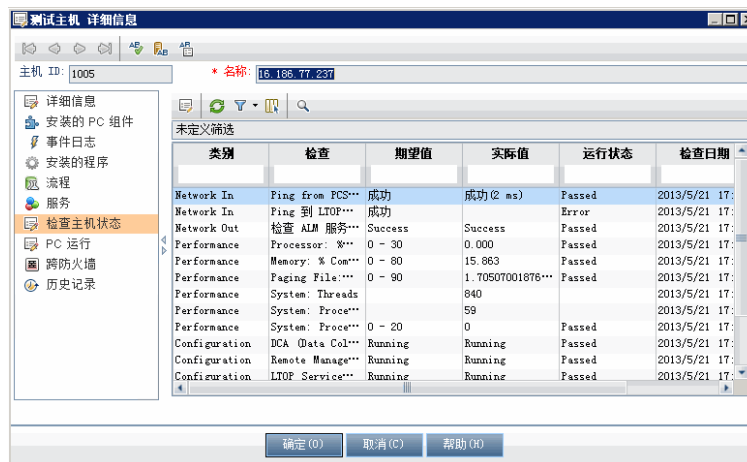 测试主机 详细信息
主机 ID: 1005 * 名称: 16.186.77.237
详细信息
安装的 PC 组件
事件日志
安装的程序
流程
服务
检查主机状态
PC 运行
跨防火墙
历史记录
未定义筛选
类别 检查 期望值 实际值 运行状态 检查日期
Network In Ping from PCS... 成功 成功(2 ms) Passed 2013/5/21 17:
Network In Ping 到 LTOP... 成功 Error 2013/5/21 17:
Network Out 检查 ALM 服务... Success Success Passed 2013/5/21 17:
Performance Processor: %... 0 - 30 0.000 Passed 2013/5/21 17:
Performance Memory: % Com... 0 - 80 15.863 Passed 2013/5/21 17:
Performance Paging File:... 0 - 90 1.70507001876... Passed 2013/5/21 17:
Performance System: Threads 840 2013/5/21 17:
Performance System: Proce... 59 2013/5/21 17:
Performance System: Proce... 0 - 20 0 Passed 2013/5/21 17:
Configuration DCA (Data Col... Running Running Passed 2013/5/21 17:
Configuration Remote Manage... Running Running Passed 2013/5/21 17:
Configuration LTOP Service... Running Running Passed 2013/5/21 17:
确定(O) 取消(C) 帮助(H)